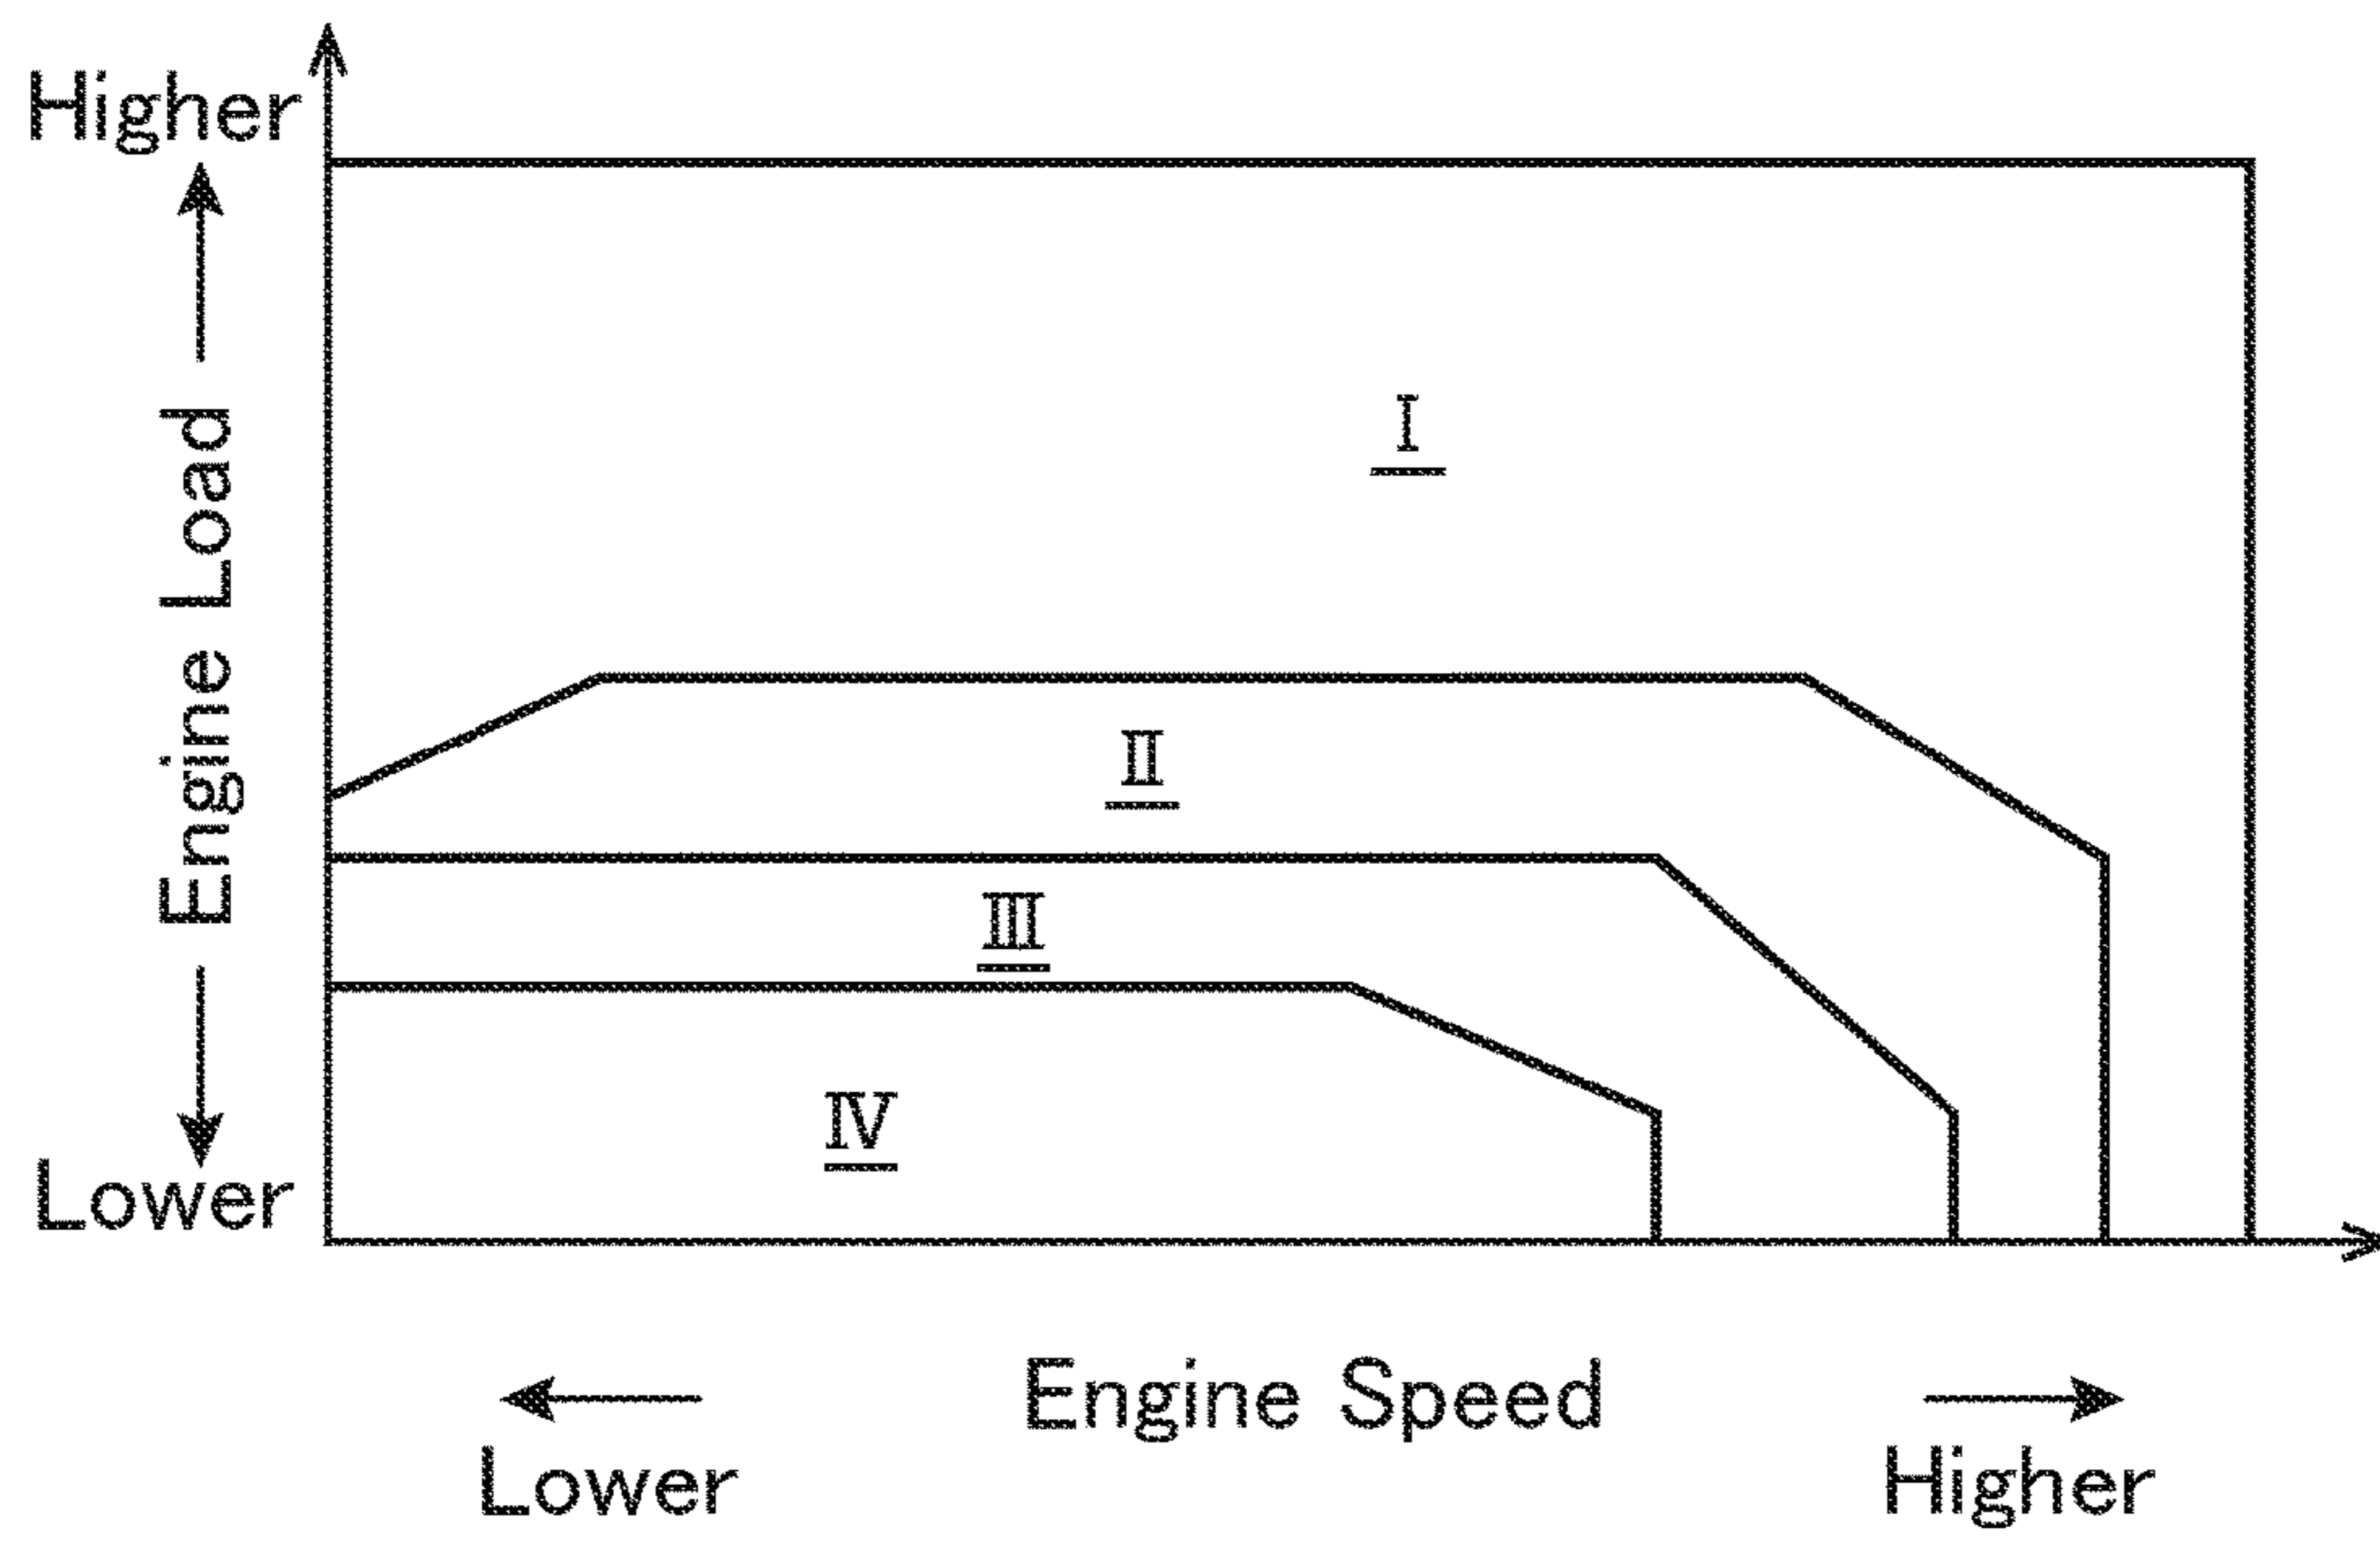 Higher
Engine Load
Lower
I
II
III
IV
Engine Speed
Lower
Higher